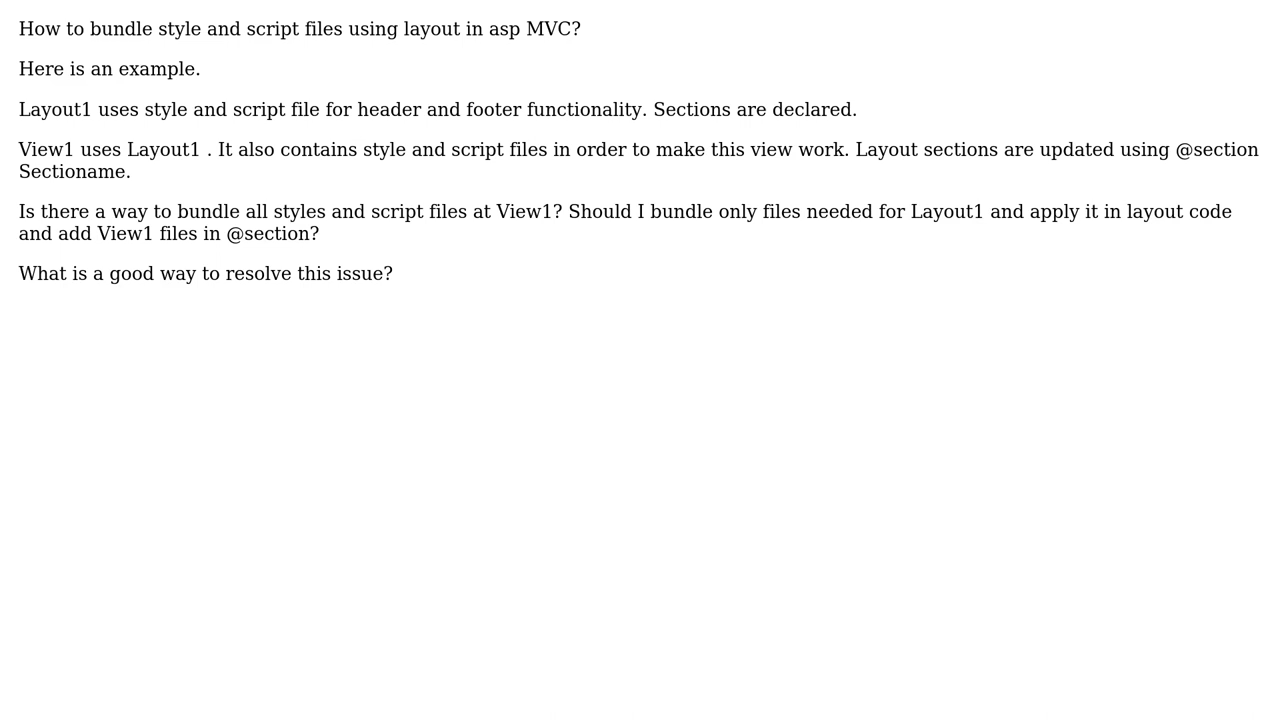 How to bundle style and script files using layout in asp MVC?
Here is an example.
Layout1 uses style and script file for header and footer functionality. Sections are declared.
View1 uses Layout1 . It also contains style and script files in order to make this view work. Layout sections are updated using @section
Sectioname.
Is there a way to bundle all styles and script files at View1? Should I bundle only files needed for Layout1 and apply it in layout code
and add View1 files in @section?
What is a good way to resolve this issue?